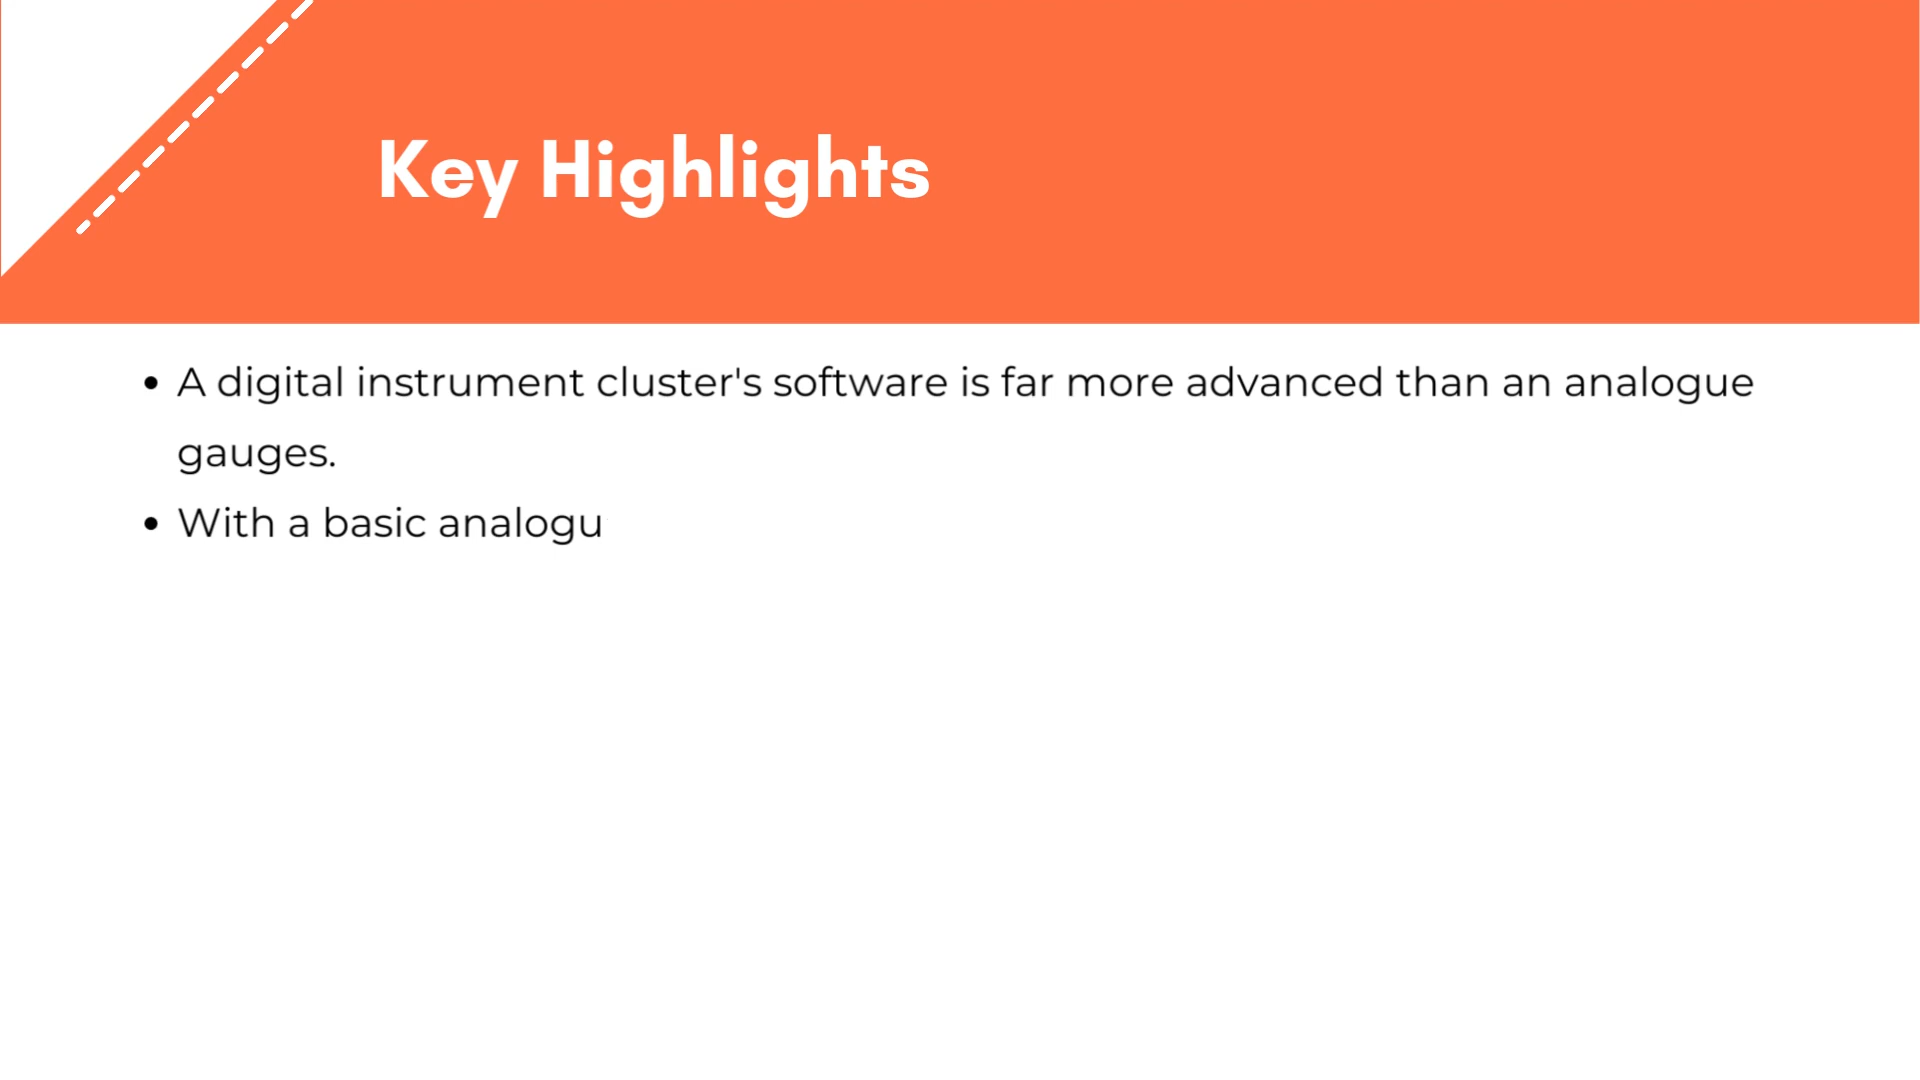 Key Highlights
• A digital instrument cluster's software is far more advanced than an analogue
gauges.
• With a basic analogu